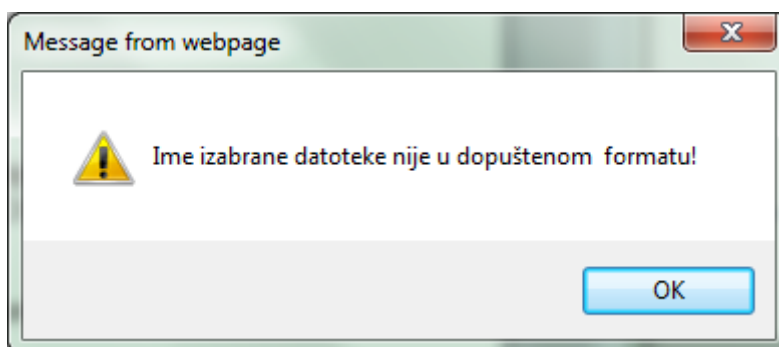 Message from webpage
Ime izabrane datoteke nije u dopuštenom  formatu!
OK